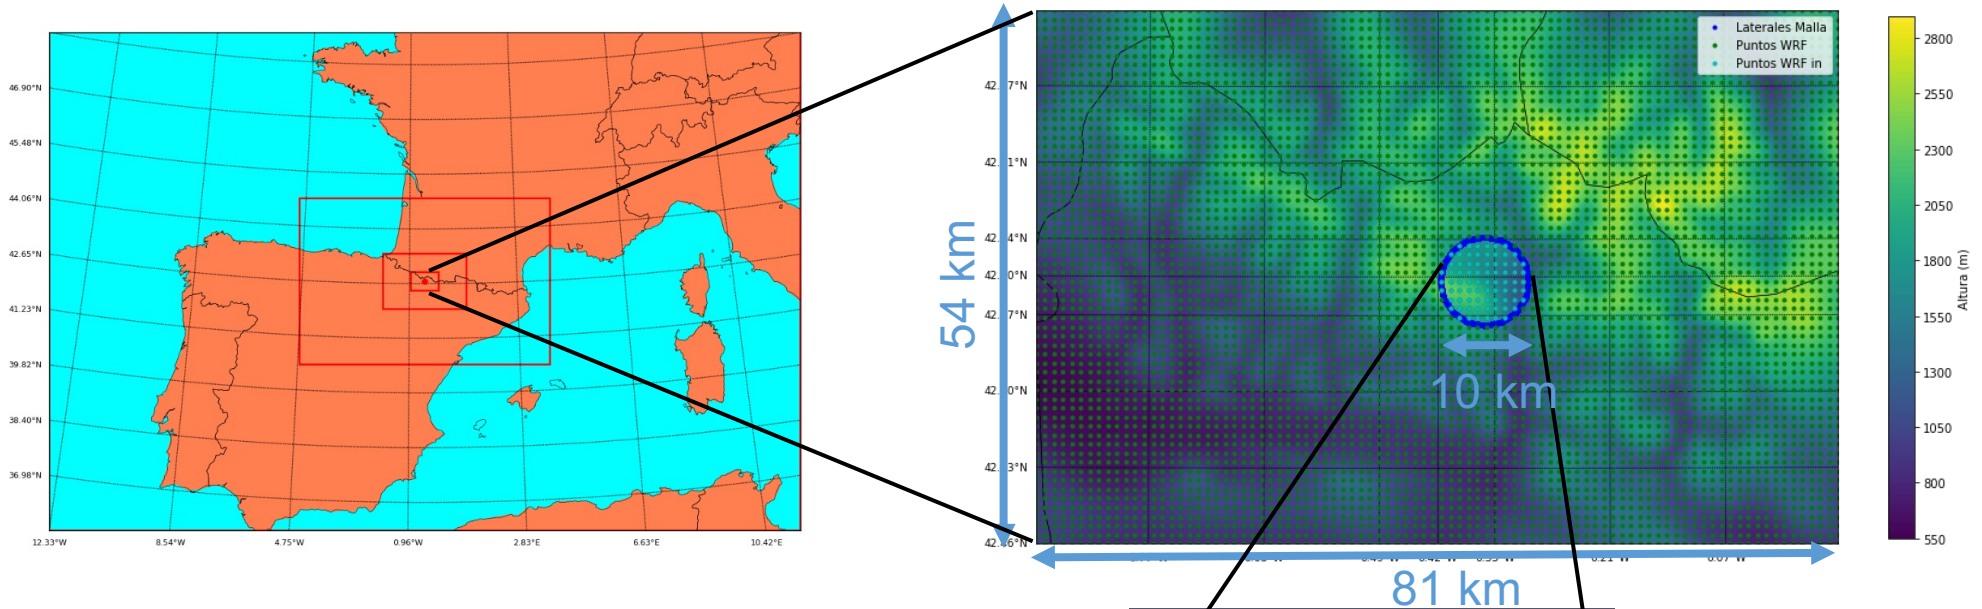 46.90°N
45.48°N
44.06°N
42.65°N
41.23°N
39.82°N
38.40°N
36.98°N
12.33°W
8.54°W
4.75°W
0.96°W
2.83°E
6.63°E
10.42°E
Laterales Malla
Puntos WRF
Puntos WRF in
54 km
10 km
81 km
2800
2550
2300
2050
1800
1550
1300
1050
800
550
Altura (m)